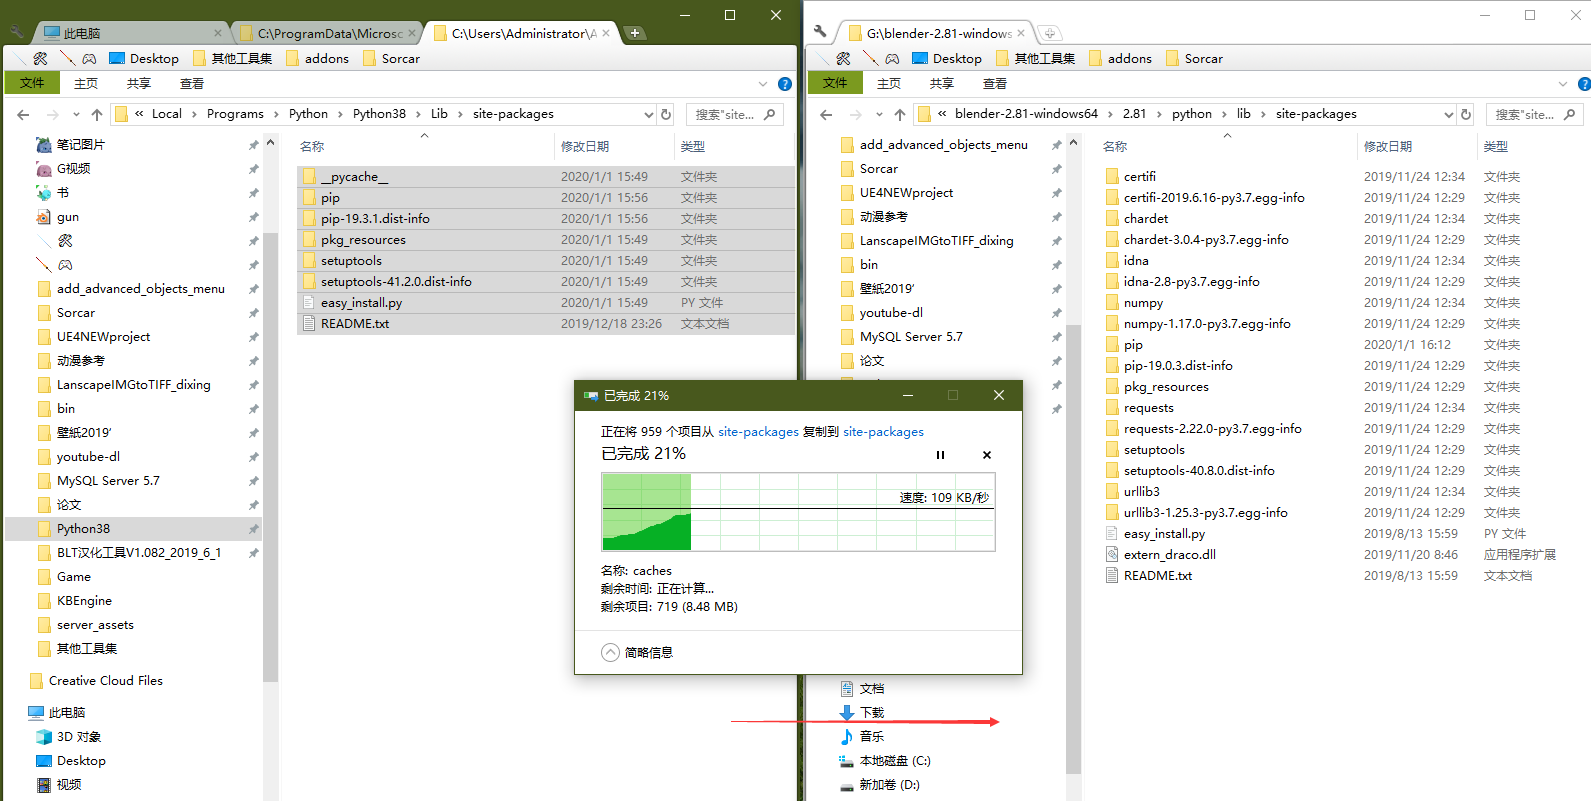 此电脑
C:\ProgramData\Microsc
C:\Users\Administrator\A
Desktop
其他工具集
addons
Sorcar
文件
主页
共享
查看
« Local › Programs › Python › Python38 › Lib › site-packages
搜索"site...
笔记图片
G视频
书
gun
add_advanced_objects_menu
Sorcar
UE4NEWproject
动漫参考
LanscapeIMGtoTIFF_dixing
bin
壁紙2019'
youtube-dl
MySQL Server 5.7
论文
Python38
BLT汉化工具V1.082_2019_6_1
Game
KBEngine
server_assets
其他工具集
Creative Cloud Files
此电脑
3D 对象
Desktop
视频
名称 修改日期 类型
__pycache__ 2020/1/1 15:49 文件夹
pip 2020/1/1 15:56 文件夹
pip-19.3.1.dist-info 2020/1/1 15:56 文件夹
pkg_resources 2020/1/1 15:49 文件夹
setuptools 2020/1/1 15:49 文件夹
setuptools-41.2.0.dist-info 2020/1/1 15:49 文件夹
easy_install.py 2020/1/1 15:49 PY 文件
README.txt 2019/12/18 23:26 文本文档
已完成 21%
正在将 959 个项目从 site-packages 复制到 site-packages
已完成 21%
速度: 109 KB/秒
名称: caches
剩余时间: 正在计算...
剩余项目: 719 (8.48 MB)
简略信息
G:\blender-2.81-windows
Desktop
其他工具集
addons
Sorcar
文件
主页
共享
查看
« blender-2.81-windows64 › 2.81 › python › lib › site-packages
搜索"site...
add_advanced_objects_menu
Sorcar
UE4NEWproject
动漫参考
LanscapeIMGtoTIFF_dixing
bin
壁紙2019'
youtube-dl
MySQL Server 5.7
论文
文档
下载
音乐
本地磁盘 (C:)
新加卷 (D:)
名称 修改日期 类型
certifi 2019/11/24 12:34 文件夹
certifi-2019.6.16-py3.7.egg-info 2019/11/24 12:29 文件夹
chardet 2019/11/24 12:34 文件夹
chardet-3.0.4-py3.7.egg-info 2019/11/24 12:29 文件夹
idna 2019/11/24 12:34 文件夹
idna-2.8-py3.7.egg-info 2019/11/24 12:29 文件夹
numpy 2019/11/24 12:34 文件夹
numpy-1.17.0-py3.7.egg-info 2019/11/24 12:29 文件夹
pip 2020/1/1 16:12 文件夹
pip-19.0.3.dist-info 2019/11/24 12:29 文件夹
pkg_resources 2019/11/24 12:29 文件夹
requests 2019/11/24 12:34 文件夹
requests-2.22.0-py3.7.egg-info 2019/11/24 12:29 文件夹
setuptools 2019/11/24 12:29 文件夹
setuptools-40.8.0.dist-info 2019/11/24 12:29 文件夹
urllib3 2019/11/24 12:34 文件夹
urllib3-1.25.3-py3.7.egg-info 2019/11/24 12:29 文件夹
easy_install.py 2019/8/13 15:59 PY 文件
extern_draco.dll 2019/11/20 8:46 应用程序扩展
README.txt 2019/8/13 15:59 文本文档